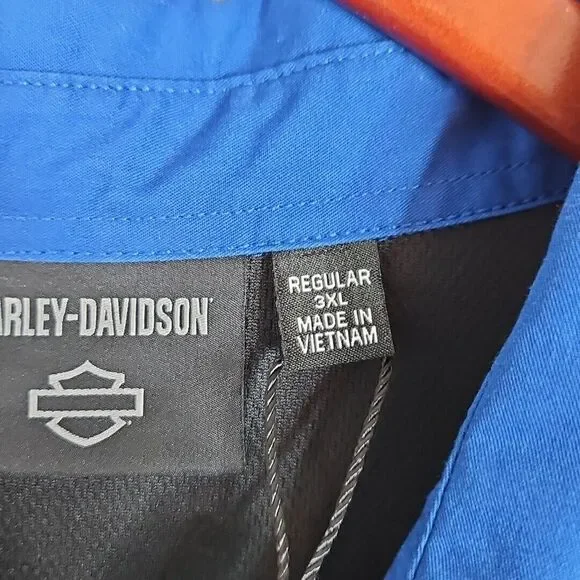 ARLEY-DAVIDSON
REGULAR
3XL
MADE IN
VIETNAM